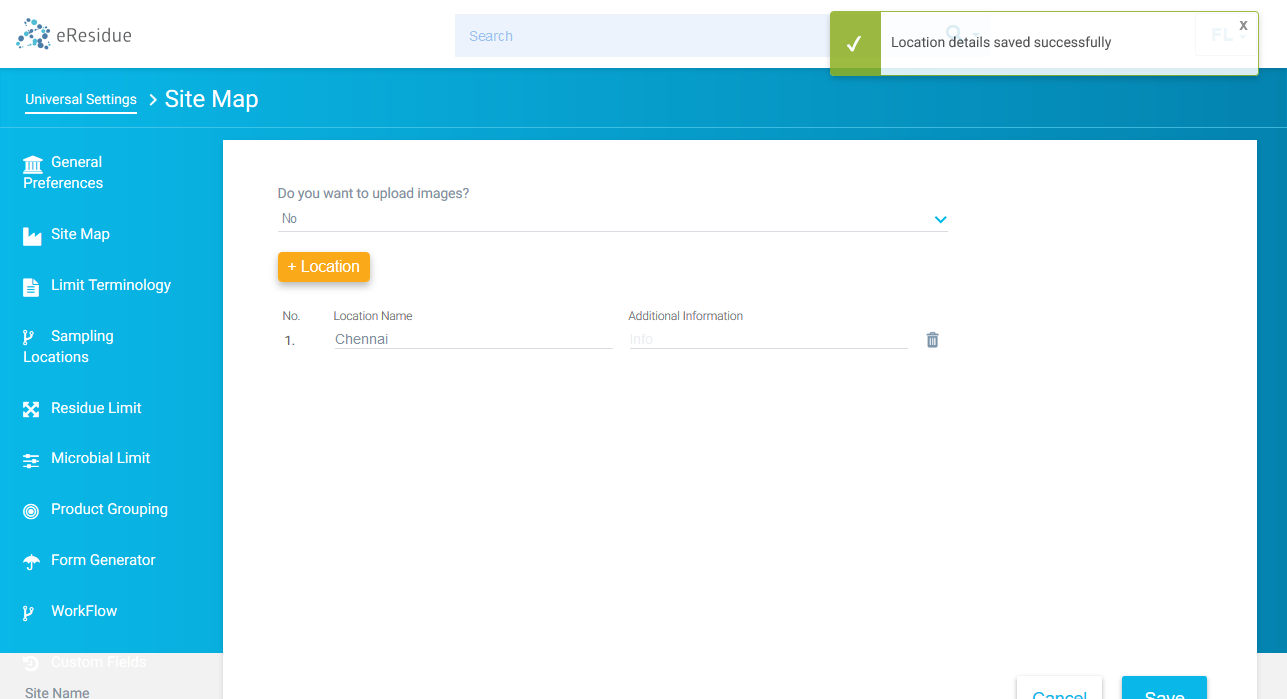 eResidue
Search
FL
Location details saved successfully
X
Universal Settings
Site Map
General
Preferences
Site Map
Limit Terminology
Sampling
Locations
Residue Limit
Microbial Limit
Product Grouping
Form Generator
WorkFlow
Custom Fields
Site Name
Do you want to upload images?
No
+ Location
No. Location Name Additional Information
1. Chennai Info
Cancel Save